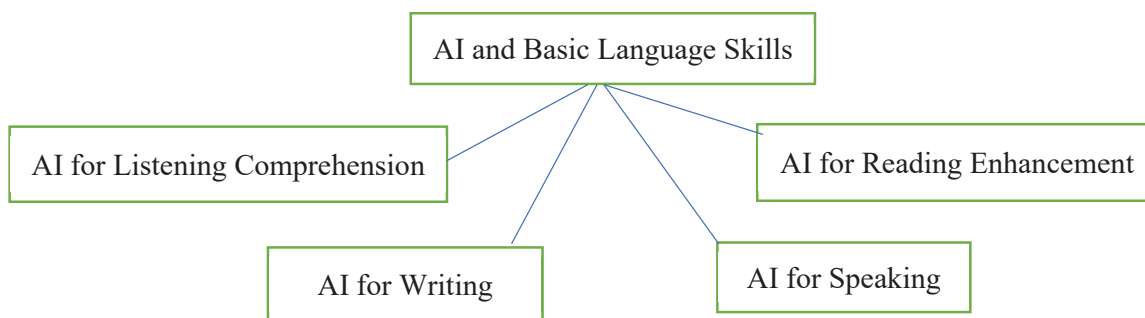 AI and Basic Language Skills
AI for Listening Comprehension
AI for Reading Enhancement
AI for Writing
AI for Speaking